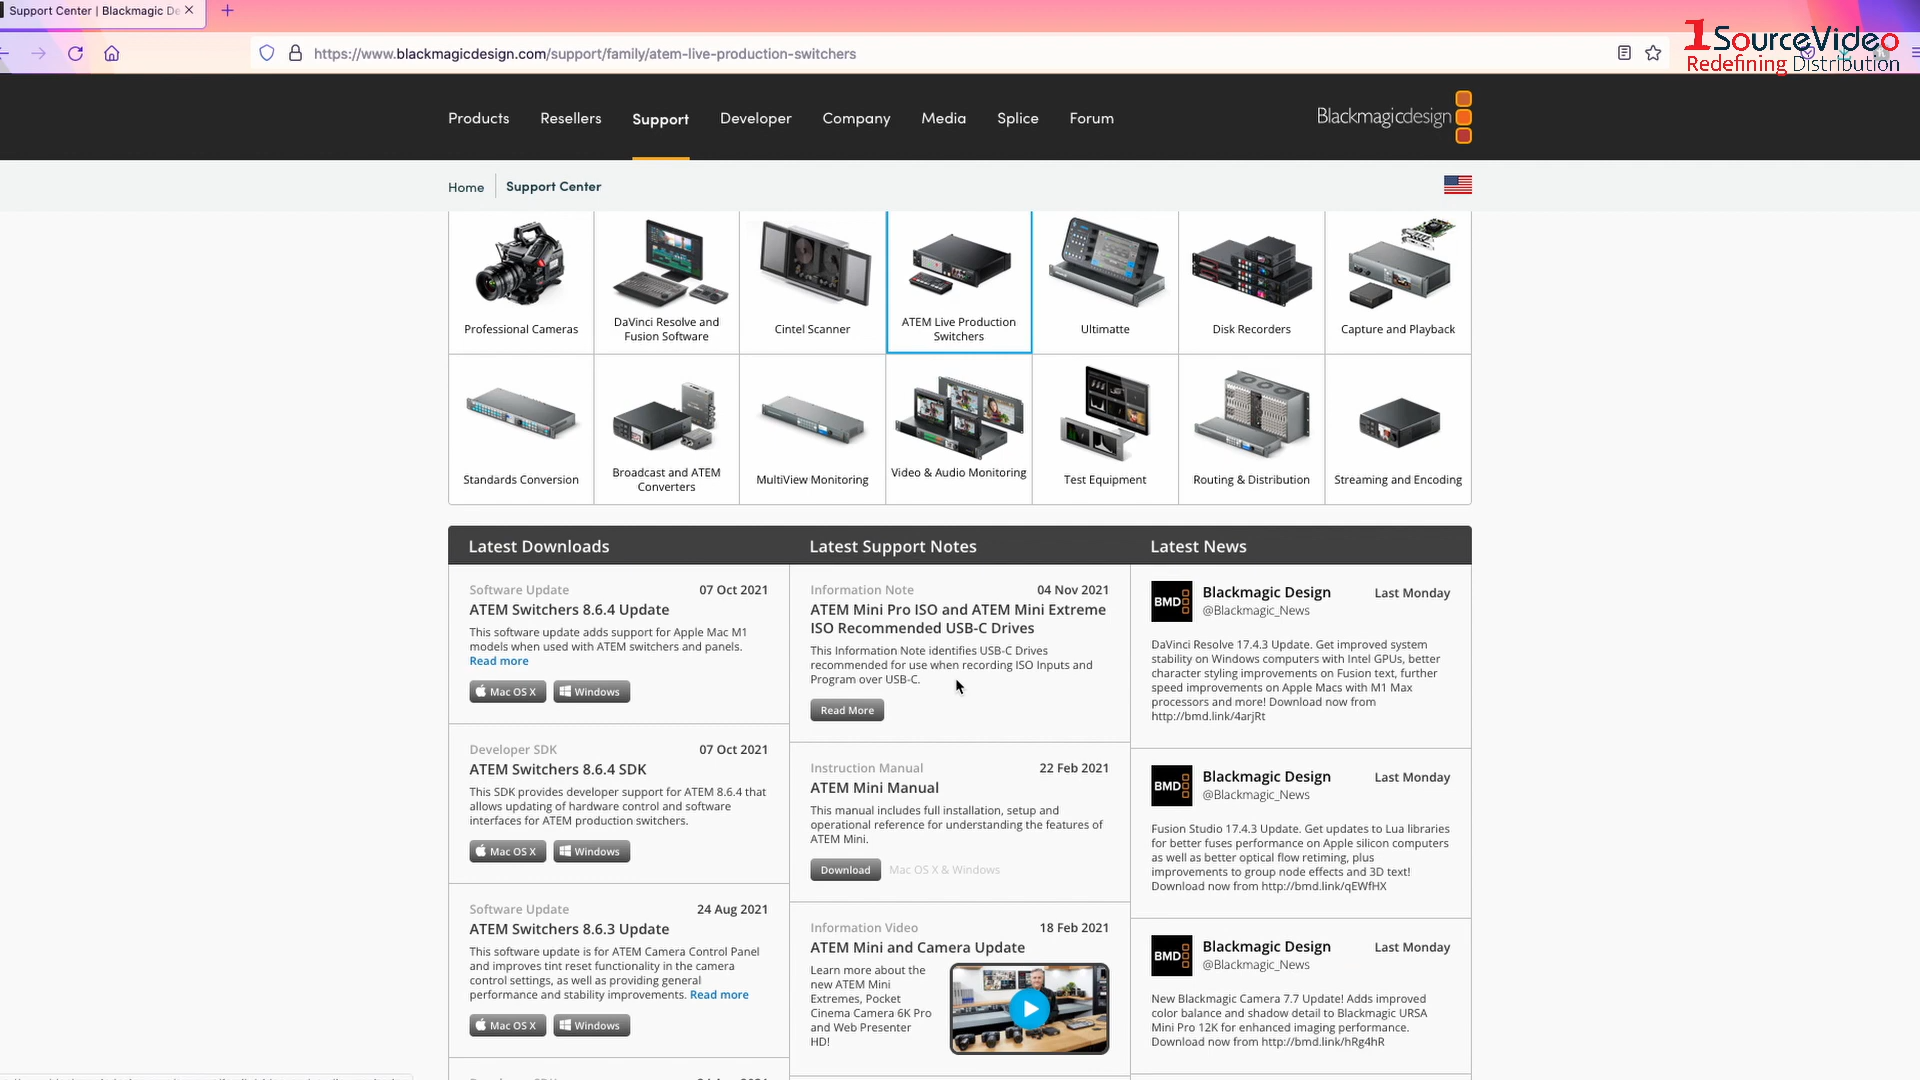 Support Center | Blackmagic De
https://www.blackmagicdesign.com/support/family/atem-live-production-switchers
1SourceVideo
Redefining Distribution
Products Resellers Support Developer Company Media Splice Forum
Blackmagicdesign
Home Support Center
Professional Cameras
DaVinci Resolve and
Fusion Software
Cintel Scanner
ATEM Live Production
Switchers
Ultimatte
Disk Recorders
Capture and Playback
Standards Conversion
Broadcast and ATEM
Converters
MultiView Monitoring
Video & Audio Monitoring
Test Equipment
Routing & Distribution
Streaming and Encoding
Latest Downloads
Software Update 07 Oct 2021
ATEM Switchers 8.6.4 Update
This software update adds support for Apple Mac M1
models when used with ATEM switchers and panels.
Read more
Mac OS X Windows
Developer SDK 07 Oct 2021
ATEM Switchers 8.6.4 SDK
This SDK provides developer support for ATEM 8.6.4 that
allows updating of hardware control and software
interfaces for ATEM production switchers.
Mac OS X Windows
Software Update 24 Aug 2021
ATEM Switchers 8.6.3 Update
This software update is for ATEM Camera Control Panel
and improves tint reset functionality in the camera
control settings, as well as providing general
performance and stability improvements. Read more
Mac OS X Windows
Latest Support Notes
Information Note 04 Nov 2021
ATEM Mini Pro ISO and ATEM Mini Extreme
ISO Recommended USB-C Drives
This Information Note identifies USB-C Drives
recommended for use when recording ISO Inputs and
Program over USB-C.
Read More
Instruction Manual 22 Feb 2021
ATEM Mini Manual
This manual includes full installation, setup and
operational reference for understanding the features of
ATEM Mini.
Download Mac OS X & Windows
Information Video 18 Feb 2021
ATEM Mini and Camera Update
Learn more about the
new ATEM Mini
Extremes, Pocket
Cinema Camera 6K Pro
and Web Presenter
HD!
Latest News
BMD
Blackmagic Design Last Monday
@Blackmagic_News
DaVinci Resolve 17.4.3 Update. Get improved system
stability on Windows computers with Intel GPUs, better
character styling improvements on Fusion text, further
speed improvements on Apple Macs with M1 Max
processors and more! Download now from
http://bmd.link/4arjRt
BMD
Blackmagic Design Last Monday
@Blackmagic_News
Fusion Studio 17.4.3 Update. Get updates to Lua libraries
for better fuses performance on Apple silicon computers
as well as better optical flow retiming, plus
improvements to group node effects and 3D text!
Download now from http://bmd.link/qEWfHX
BMD
Blackmagic Design Last Monday
@Blackmagic_News
New Blackmagic Camera 7.7 Update! Adds improved
color balance and shadow detail to Blackmagic URSA
Mini Pro 12K for enhanced imaging performance.
Download now from http://bmd.link/hRg4hR